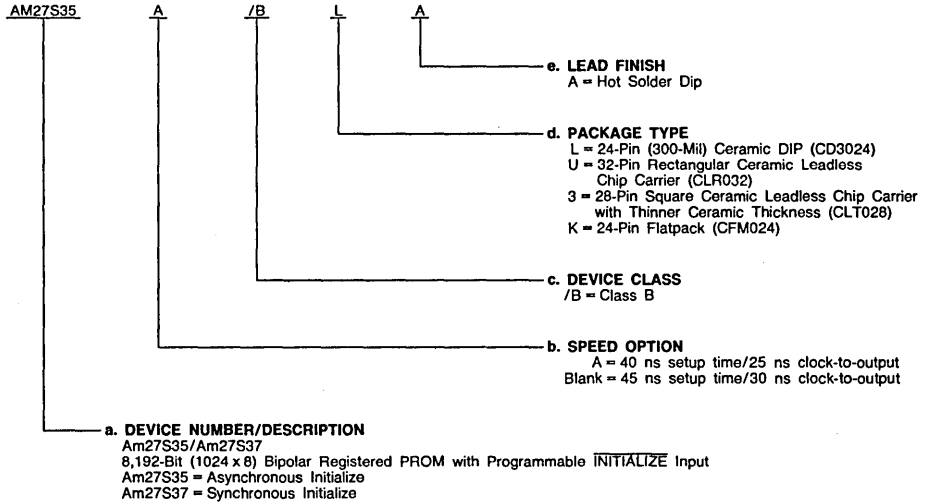 AM27S35 A /B L A
e. LEAD FINISH
A = Hot Solder Dip
d. PACKAGE TYPE
L = 24-Pin (300-Mil) Ceramic DIP (CD3024)
U = 32-Pin Rectangular Ceramic Leadless
Chip Carrier (CLR032)
3 = 28-Pin Square Ceramic Leadless Chip Carrier
with Thinner Ceramic Thickness (CLT028)
K = 24-Pin Flatpack (CFM024)
c. DEVICE CLASS
/B = Class B
b. SPEED OPTION
A = 40 ns setup time/25 ns clock-to-output
Blank = 45 ns setup time/30 ns clock-to-output
a. DEVICE NUMBER/DESCRIPTION
Am27S35/Am27S37
8,192-Bit (1024 x 8) Bipolar Registered PROM with Programmable INITIALIZE Input
Am27S35 = Asynchronous Initialize
Am27S37 = Synchronous Initialize